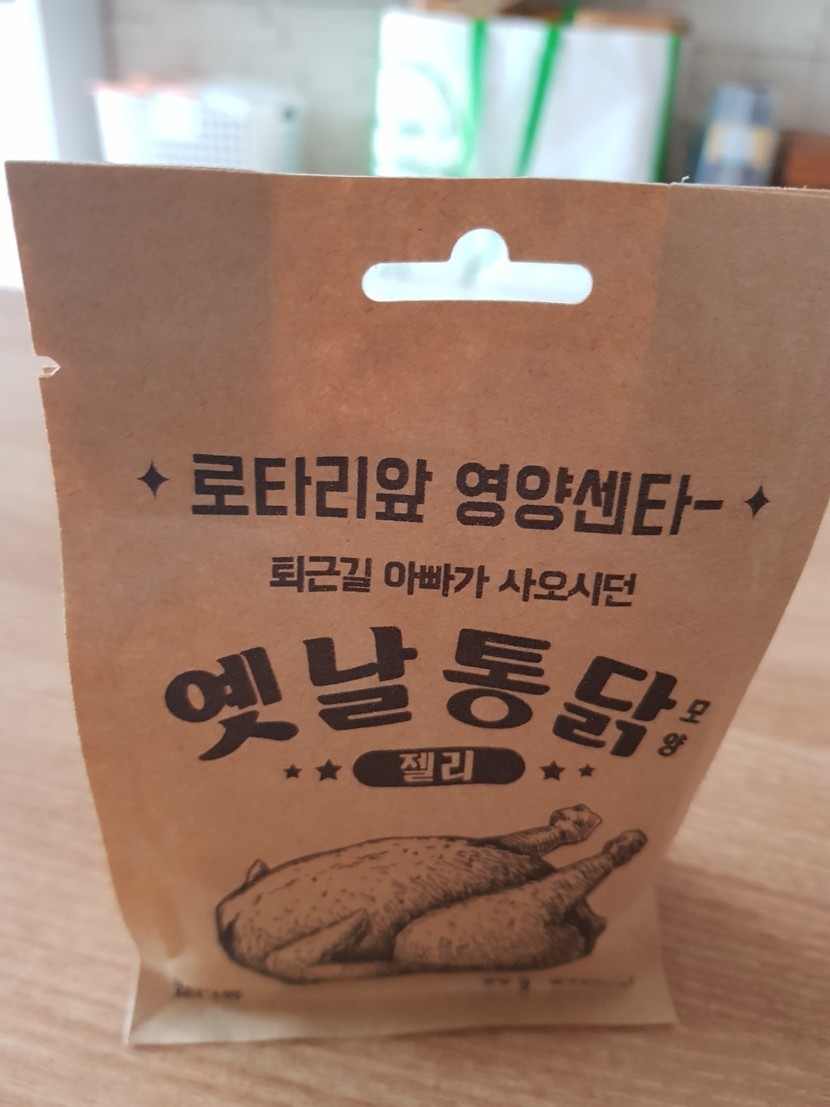 로타리앞 영양센타-
퇴근길 아빠가 사오시던
옛날통닭 모양
젤리